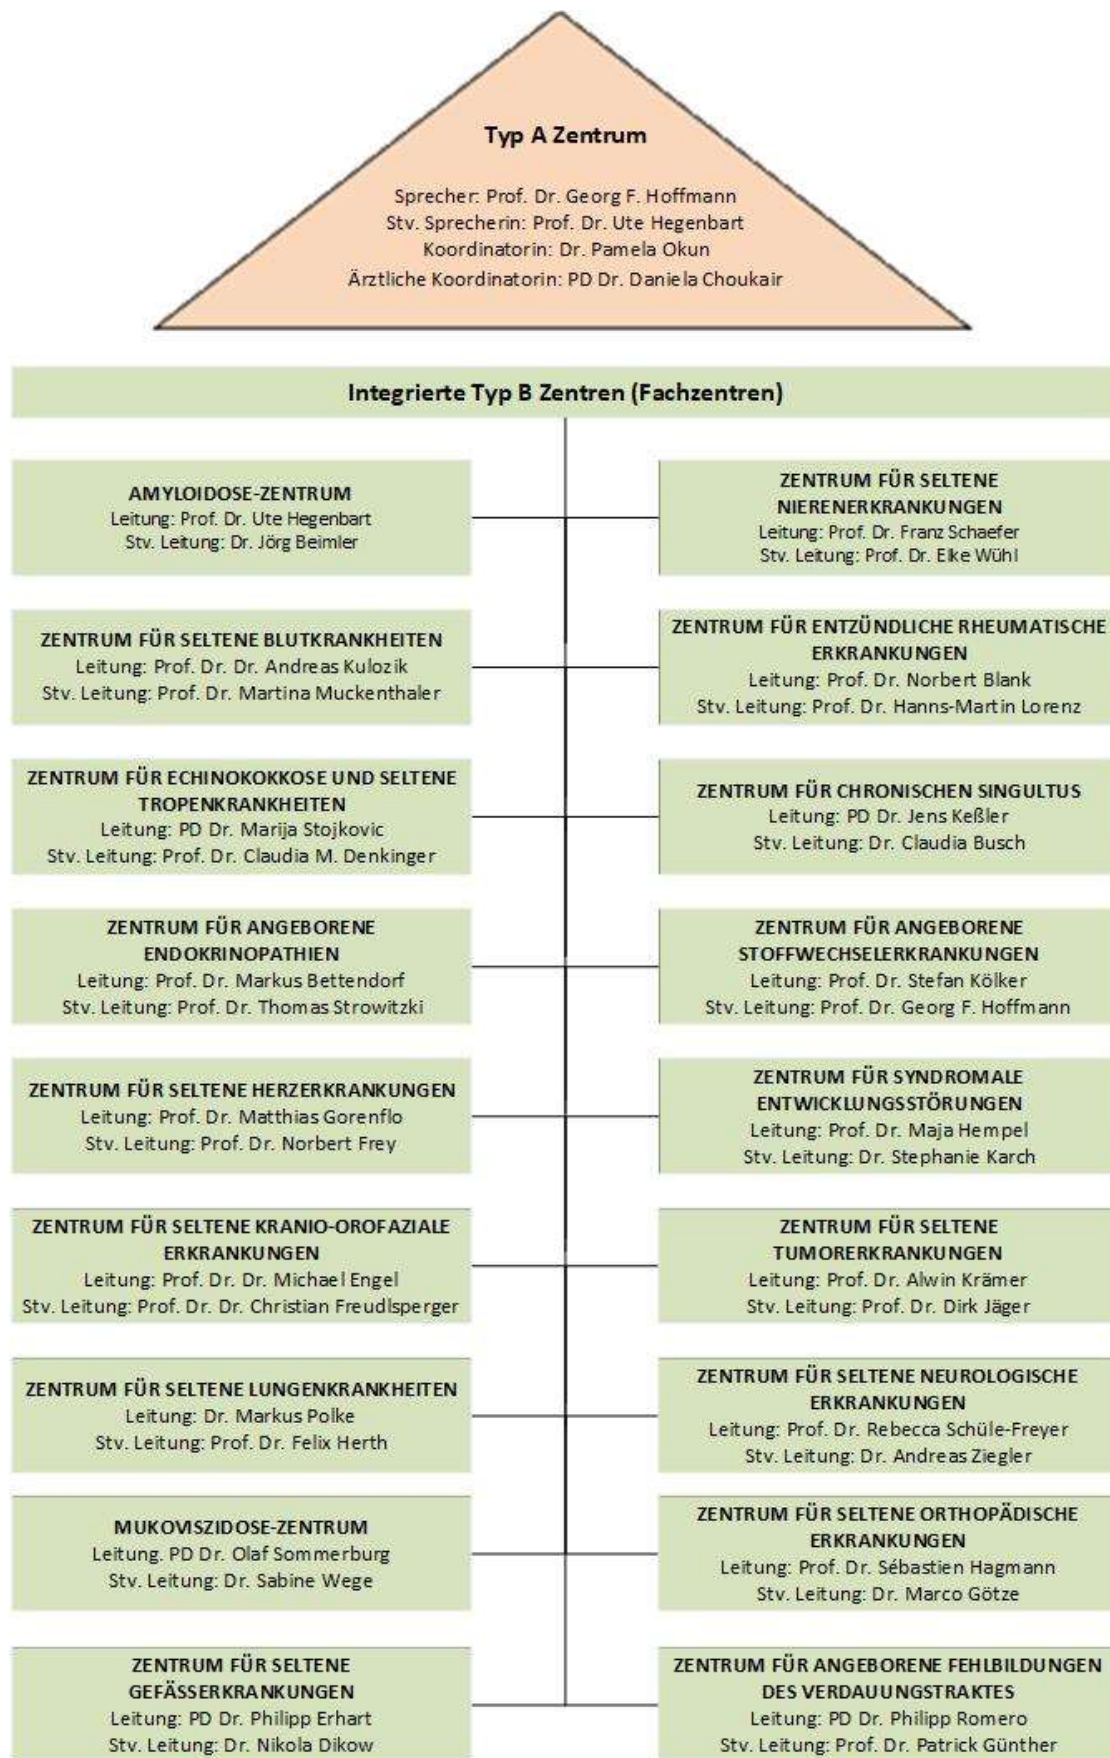 Typ A Zentrum
Sprecher: Prof. Dr. Georg F. Hoffmann
Stv. Sprecherin: Prof. Dr. Ute Hegenbart
Koordinatorin: Dr. Pamela Okun
Ärztliche Koordinatorin: PD Dr. Daniela Choukair
Integrierte Typ B Zentren (Fachzentren)
AMYLOIDOSE-ZENTRUM
Leitung: Prof. Dr. Ute Hegenbart
Stv. Leitung: Dr. Jörg Beimler
ZENTRUM FÜR SELTENE
NIERENERKRANKUNGEN
Leitung: Prof. Dr. Franz Schaefer
Stv. Leitung: Prof. Dr. Elke Wühl
ZENTRUM FÜR SELTENE BLUTKRANKHEITEN
Leitung: Prof. Dr. Dr. Andreas Kulozik
Stv. Leitung: Prof. Dr. Martina Muckenthaler
ZENTRUM FÜR ENTZÜNDLICHE RHEUMATISCHE
ERKRANKUNGEN
Leitung: Prof. Dr. Norbert Blank
Stv. Leitung: Prof. Dr. Hanns-Martin Lorenz
ZENTRUM FÜR ECHINOKOKKOSE UND SELTENE
TROPENKRANKHEITEN
Leitung: PD Dr. Marija Stojkovic
Stv. Leitung: Prof. Dr. Claudia M. Denkinger
ZENTRUM FÜR CHRONISCHEN SINGULTUS
Leitung: PD Dr. Jens Keßler
Stv. Leitung: Dr. Claudia Busch
ZENTRUM FÜR ANGEBORENE
ENDOKRINOPATHIEN
Leitung: Prof. Dr. Markus Bettendorf
Stv. Leitung: Prof. Dr. Thomas Strowitzki
ZENTRUM FÜR ANGEBORENE
STOFFWECHSELERKRANKUNGEN
Leitung: Prof. Dr. Stefan Kölker
Stv. Leitung: Prof. Dr. Georg F. Hoffmann
ZENTRUM FÜR SELTENE HERZERKRANKUNGEN
Leitung: Prof. Dr. Matthias Gorenflo
Stv. Leitung: Prof. Dr. Norbert Frey
ZENTRUM FÜR SYNDROMALE
ENTWICKLUNGSSTÖRUNGEN
Leitung: Prof. Dr. Maja Hempel
Stv. Leitung: Dr. Stephanie Karch
ZENTRUM FÜR SELTENE KRANIO-OROFAZIALE
ERKRANKUNGEN
Leitung: Prof. Dr. Dr. Michael Engel
Stv. Leitung: Prof. Dr. Dr. Christian Freudlsperger
ZENTRUM FÜR SELTENE
TUMORERKRANKUNGEN
Leitung: Prof. Dr. Alwin Krämer
Stv. Leitung: Prof. Dr. Dirk Jäger
ZENTRUM FÜR SELTENE LUNGENKRANKHEITEN
Leitung: Dr. Markus Polke
Stv. Leitung: Prof. Dr. Felix Herth
ZENTRUM FÜR SELTENE NEUROLOGISCHE
ERKRANKUNGEN
Leitung: Prof. Dr. Rebecca Schüle-Freyer
Stv. Leitung: Dr. Andreas Ziegler
MUKOVISZIDOSE-ZENTRUM
Leitung. PD Dr. Olaf Sommerburg
Stv. Leitung: Dr. Sabine Wege
ZENTRUM FÜR SELTENE ORTHOPÄDISCHE
ERKRANKUNGEN
Leitung: Prof. Dr. Sébastien Hagmann
Stv. Leitung: Dr. Marco Götze
ZENTRUM FÜR SELTENE
GEFÄSSERKRANKUNGEN
Leitung: PD Dr. Philipp Erhart
Stv. Leitung: Dr. Nikola Dikow
ZENTRUM FÜR ANGEBORENE FEHLBILDUNGEN
DES VERDAUUNGSTRAKTES
Leitung: PD Dr. Philipp Romero
Stv. Leitung: Prof. Dr. Patrick Günther